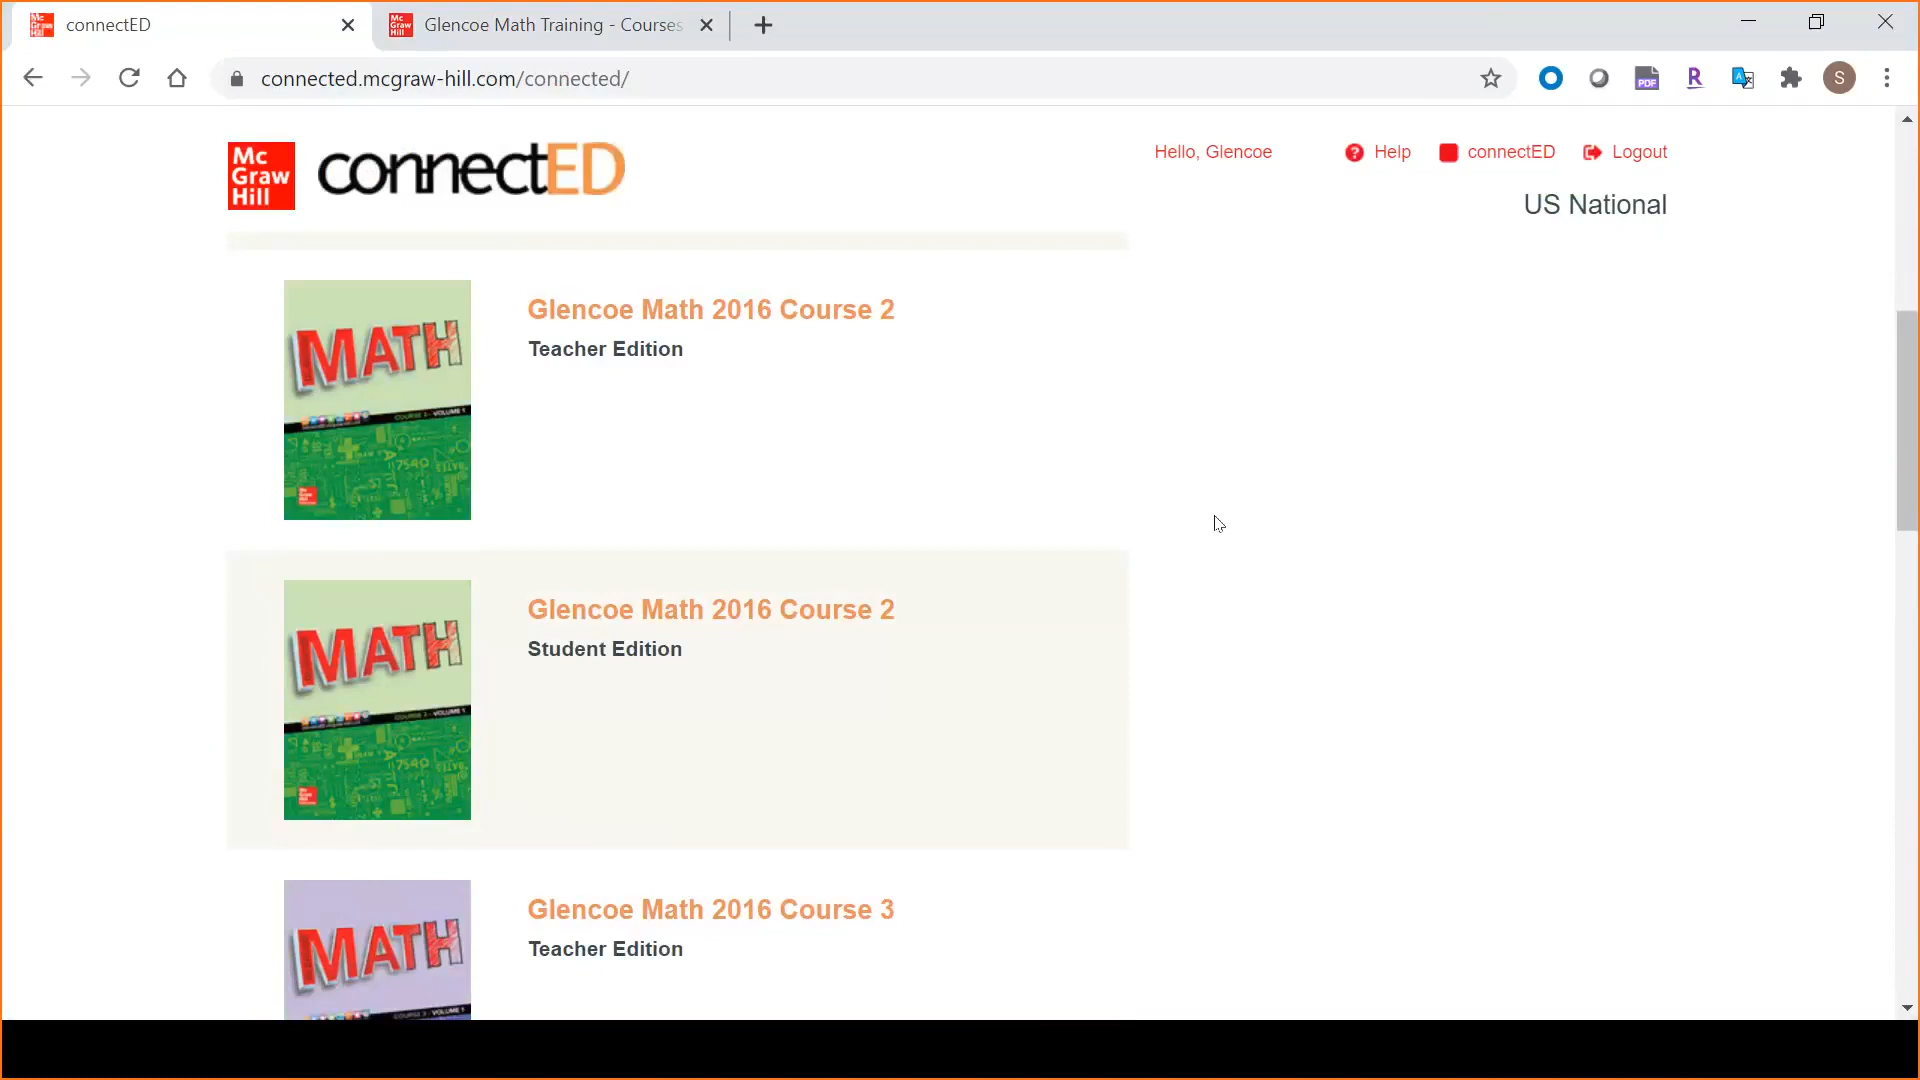 connectED
Glencoe Math Training - Courses
connected.mcgraw-hill.com/connected/
PDF
R
S
Mc
Graw
Hill
connectED
Hello, Glencoe
Help
connectED
Logout
US National
MATH
Glencoe Math 2016 Course 2
Teacher Edition
MATH
Glencoe Math 2016 Course 2
Student Edition
MATH
Glencoe Math 2016 Course 3
Teacher Edition